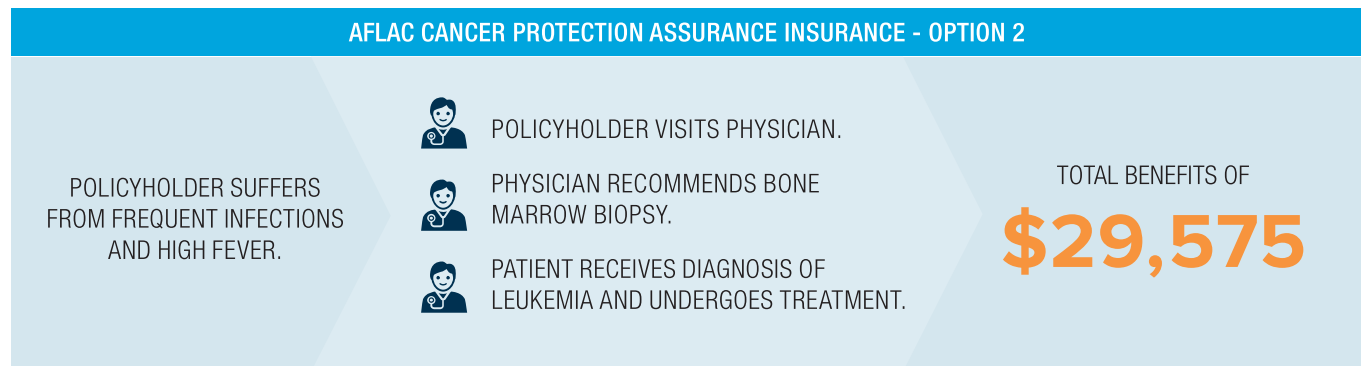 AFLAC CANCER PROTECTION ASSURANCE INSURANCE - OPTION 2
POLICYHOLDER SUFFERS
FROM FREQUENT INFECTIONS
AND HIGH FEVER.
POLICYHOLDER VISITS PHYSICIAN.
PHYSICIAN RECOMMENDS BONE
MARROW BIOPSY.
PATIENT RECEIVES DIAGNOSIS OF
LEUKEMIA AND UNDERGOES TREATMENT.
TOTAL BENEFITS OF
$29,575